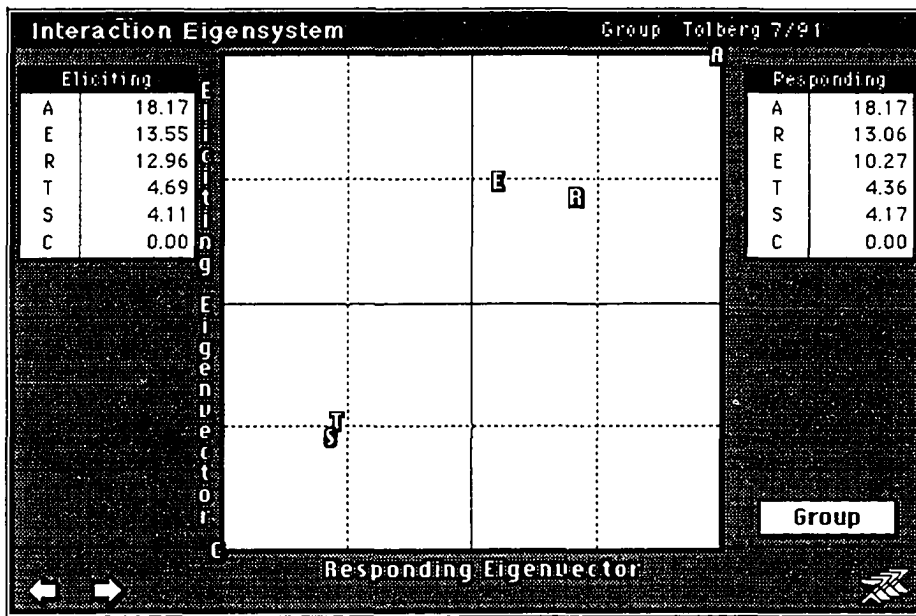 Interaction Eigensystem
Group Tolberg 7/91
Eliciting
A 18.17
E 13.55
R 12.96
T 4.69
S 4.11
C 0.00
Eliciting Eigenvector
A
E
R
T
S
C
Responding Eigenvector
Responding
A 18.17
R 13.06
E 10.27
T 4.36
S 4.17
C 0.00
Group